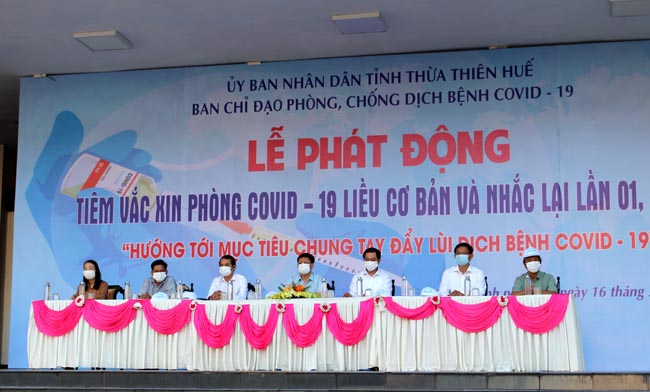 ỦY BAN NHÂN DÂN TỈNH THỪA THIÊN HUẾ
BAN CHỈ ĐẠO PHÒNG, CHỐNG DỊCH BỆNH COVID - 19
LỄ PHÁT ĐỘNG
TIÊM VẮC XIN PHÒNG COVID – 19 LIỀU CƠ BẢN VÀ NHẮC LẠI LẦN 01,
“HƯỚNG TỚI MỤC TIÊU CHUNG TAY ĐẨY LÙI DỊCH BỆNH COVID - 19
ngày 16 tháng